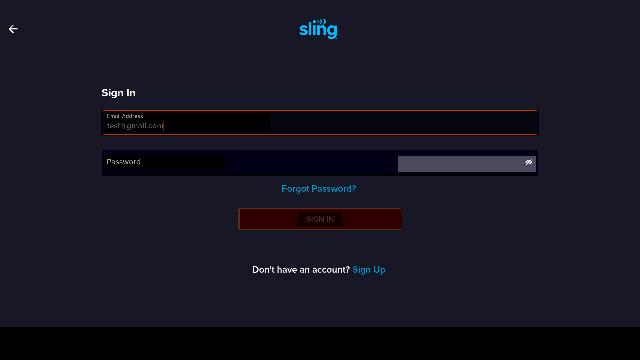 sling
Sign In
Email Address
test@gmail.com
Password
Forgot Password?
SIGN IN
Don't have an account? Sign Up